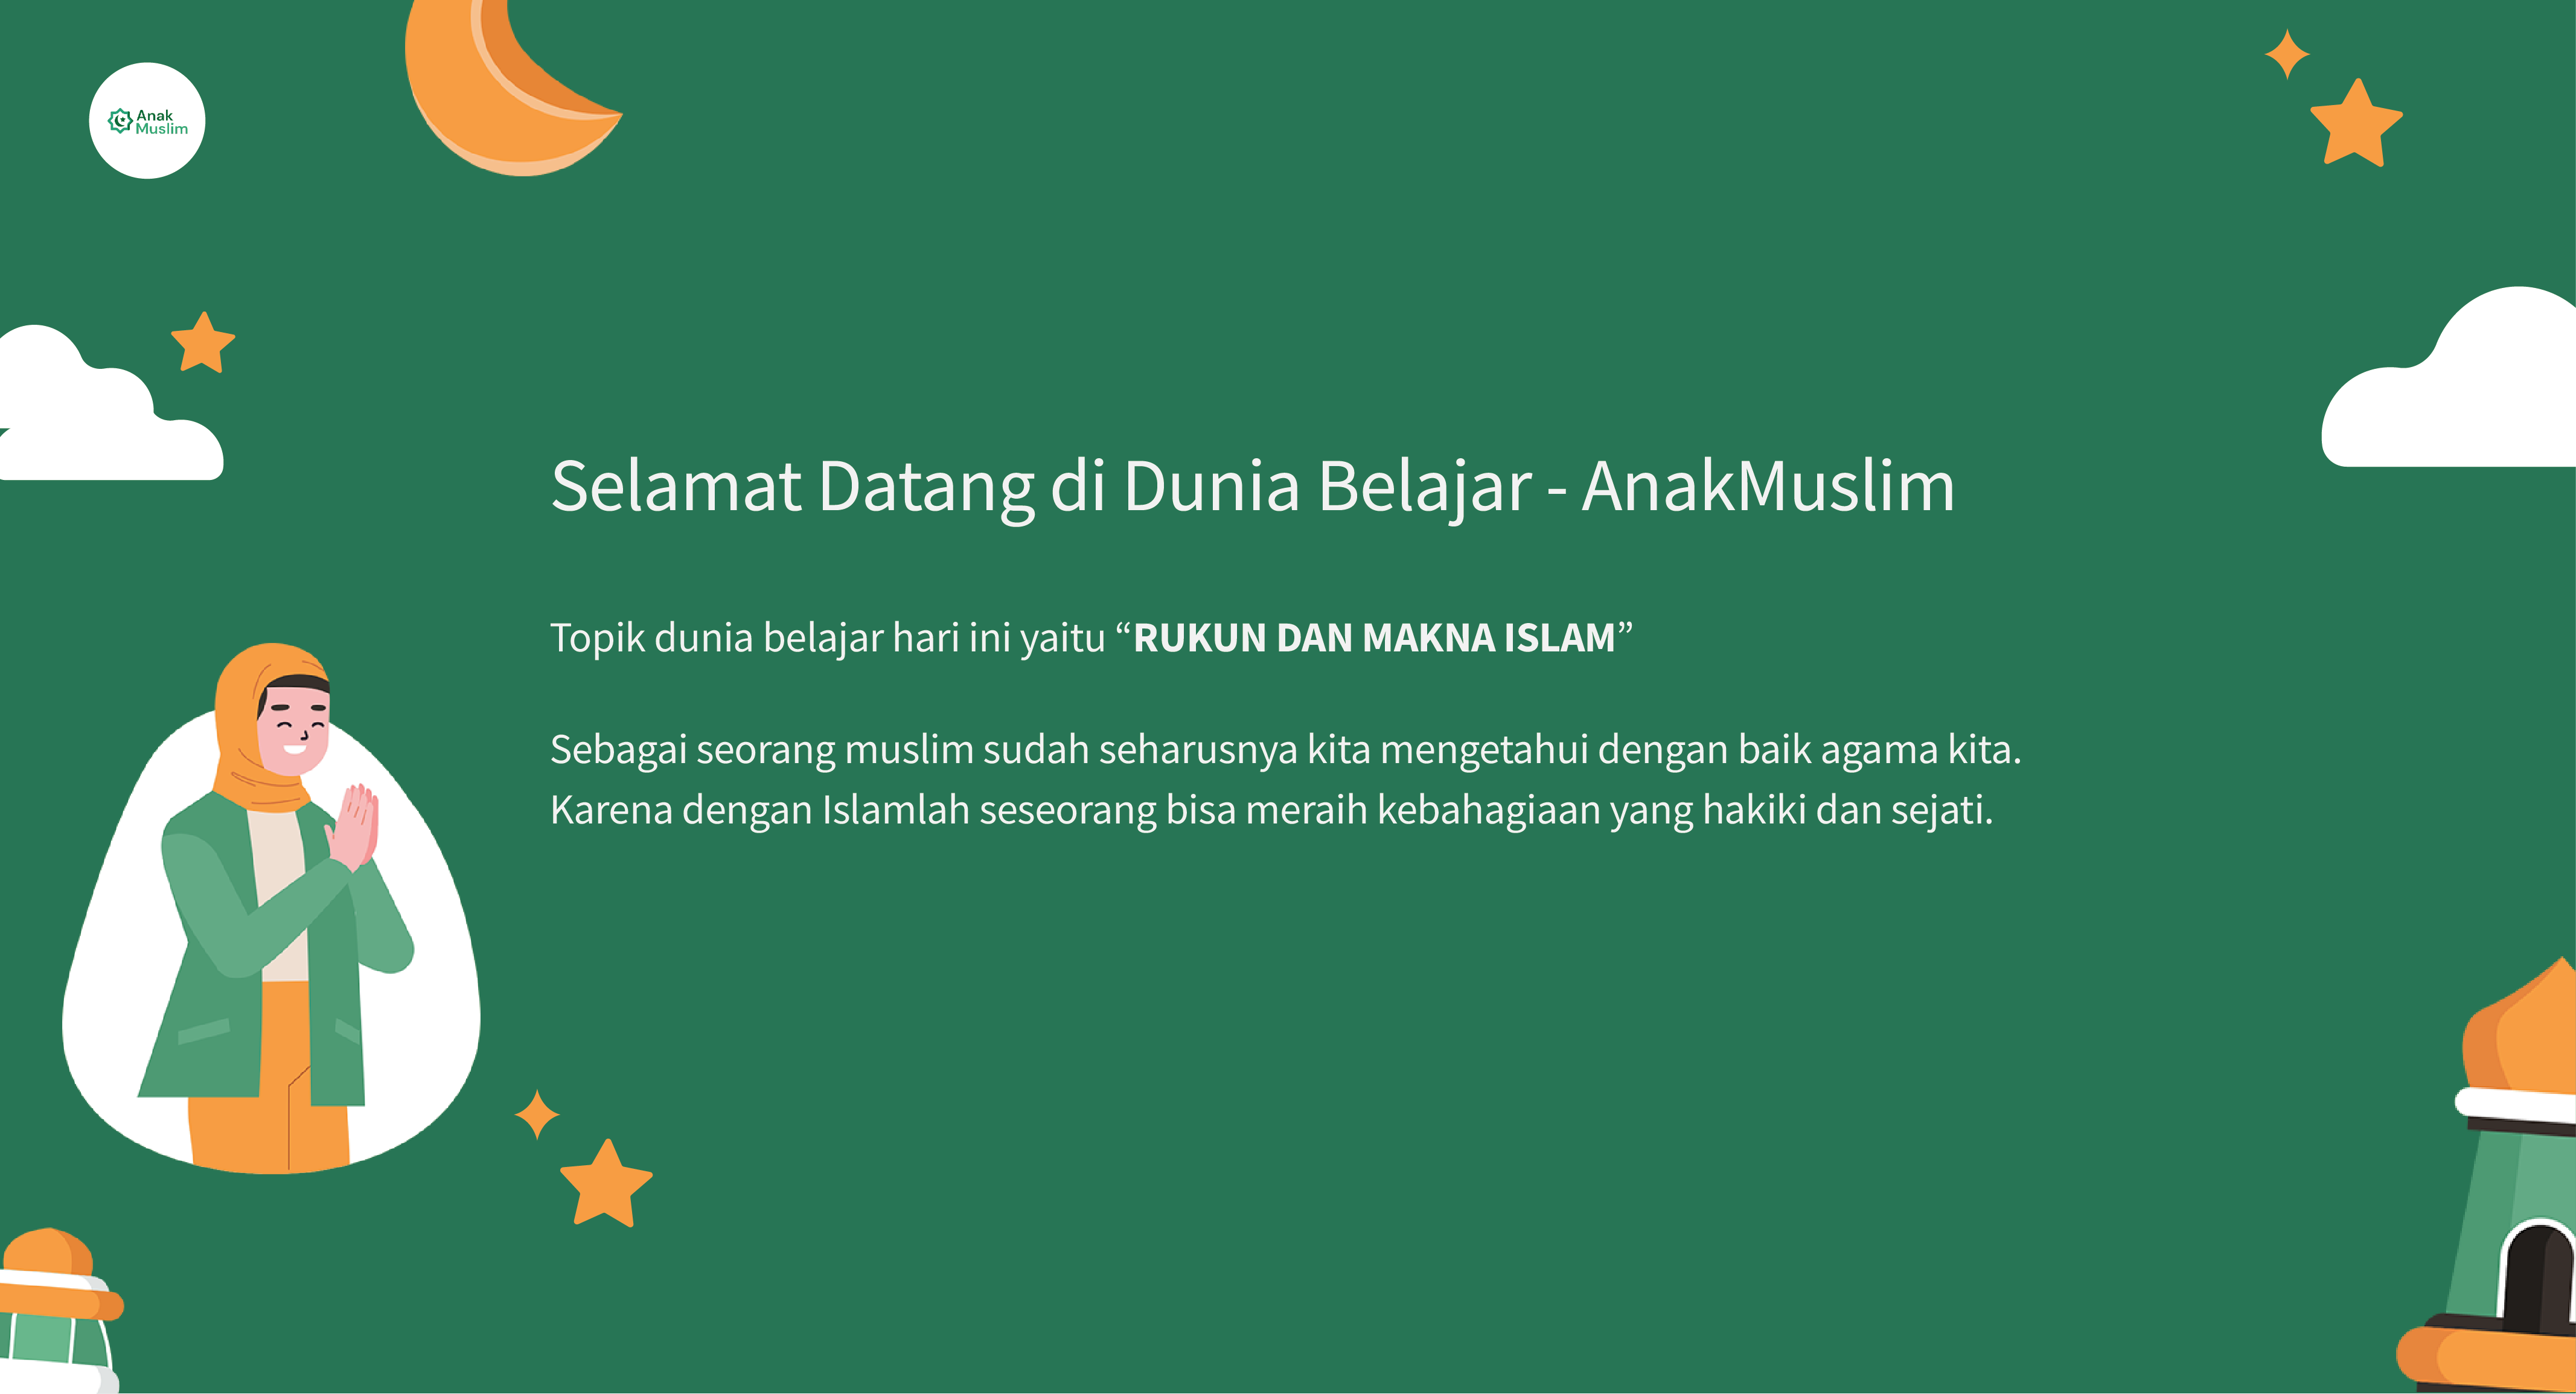 Anak
Muslim
Selamat Datang di Dunia Belajar - AnakMuslim
Topik dunia belajar hari ini yaitu “RUKUN DAN MAKNA ISLAM”
Sebagai seorang muslim sudah seharusnya kita mengetahui dengan baik agama kita.
Karena dengan Islamlah seseorang bisa meraih kebahagiaan yang hakiki dan sejati.